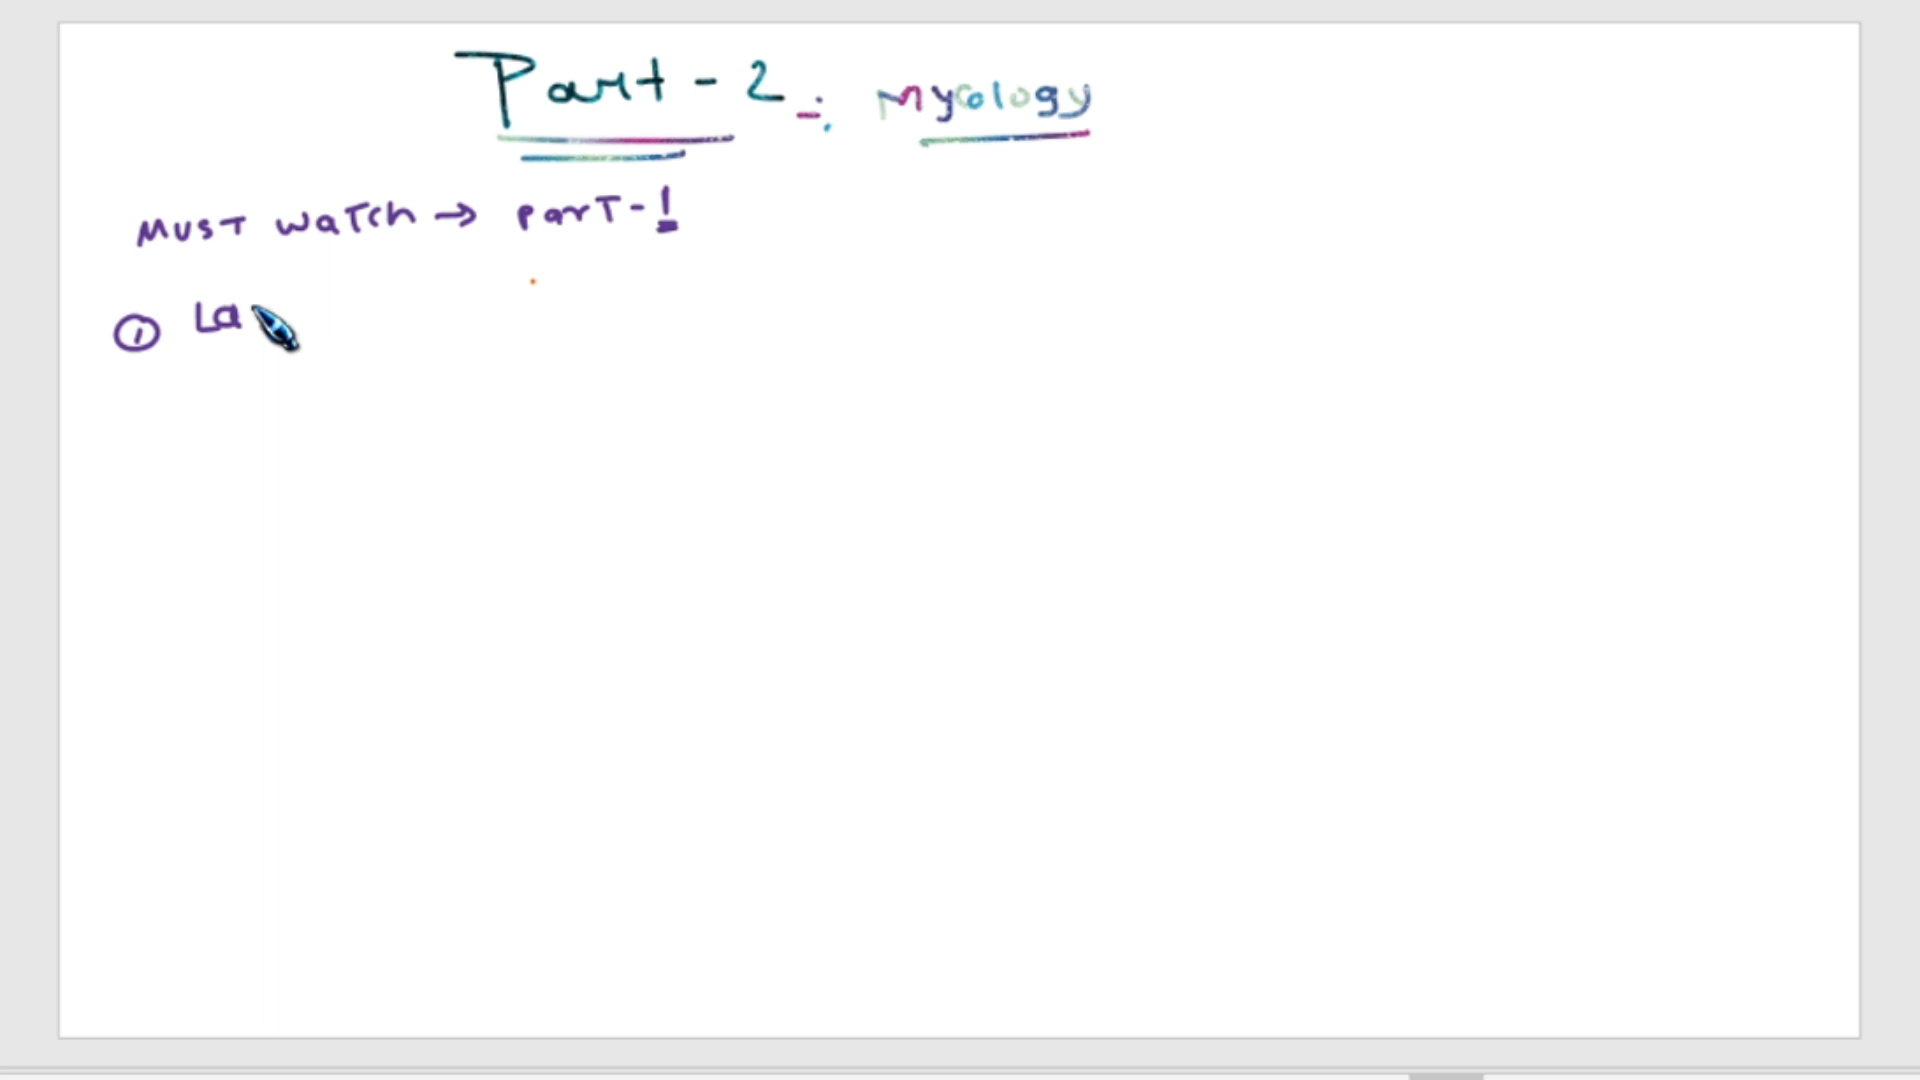 Part - 2 -: Mycology
Must watch → part - 1
① La